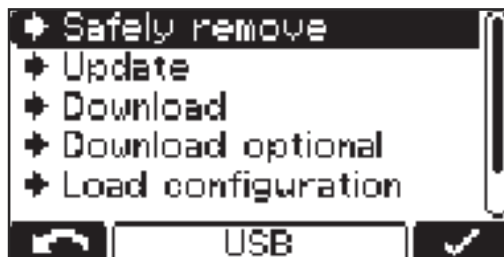 Safely remove
Update
Download
Download optional
Load configuration
USB